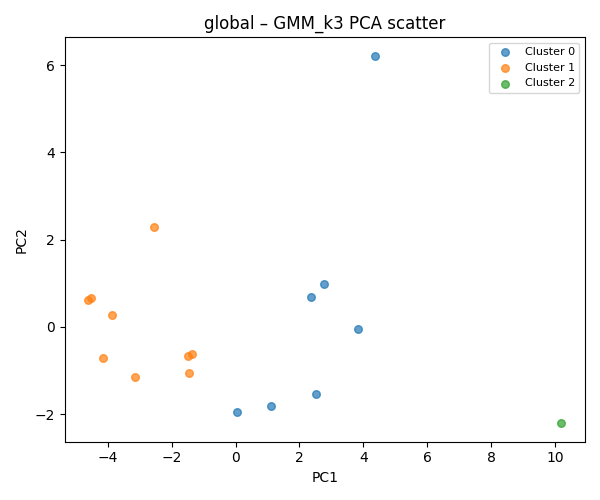 global – GMM_k3 PCA scatter
Cluster 0
Cluster 1
Cluster 2
6
4
2
0
−2
PC2
−4
−2
0
2
4
6
8
10
PC1